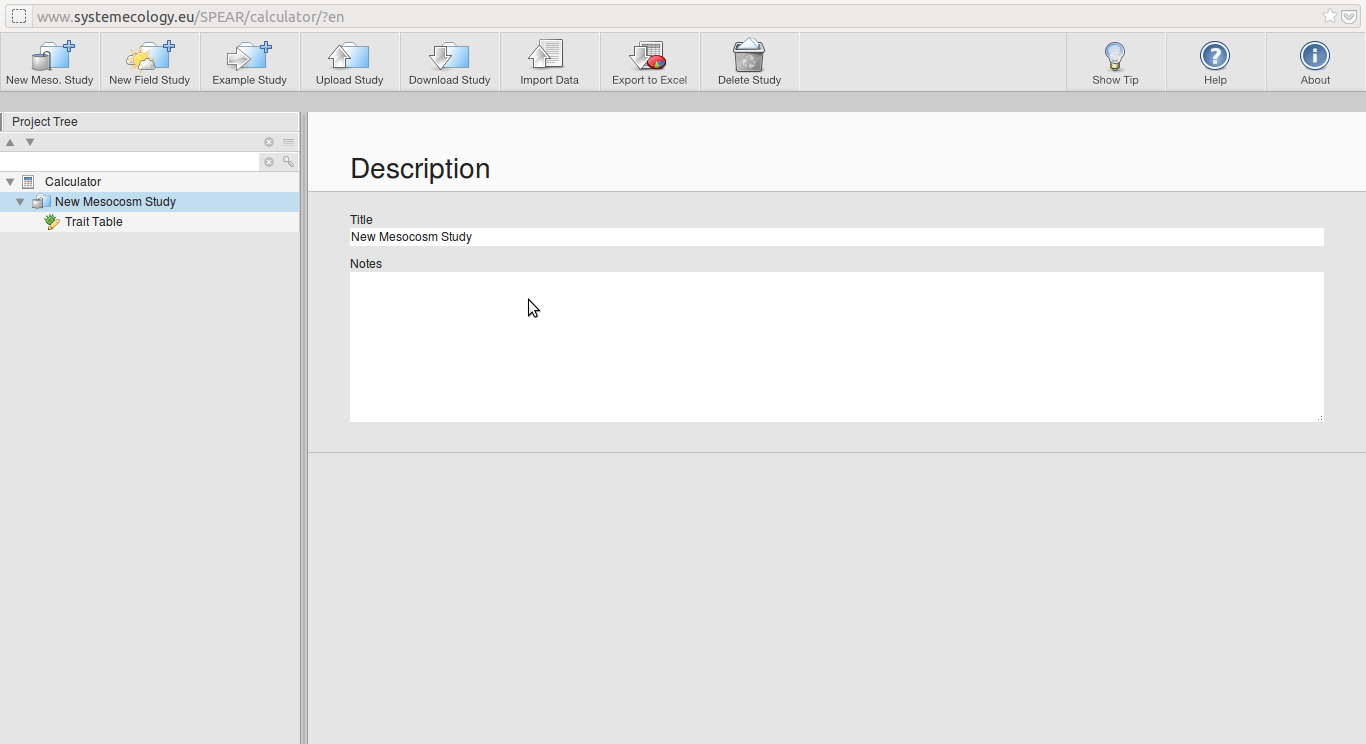 www.systemecology.eu/SPEAR/calculator/?en
New Meso. Study
New Field Study
Example Study
Upload Study
Download Study
Import Data
Export to Excel
Delete Study
Show Tip
Help
About
Project Tree
Calculator
New Mesocosm Study
Trait Table
Description
Title
New Mesocosm Study
Notes